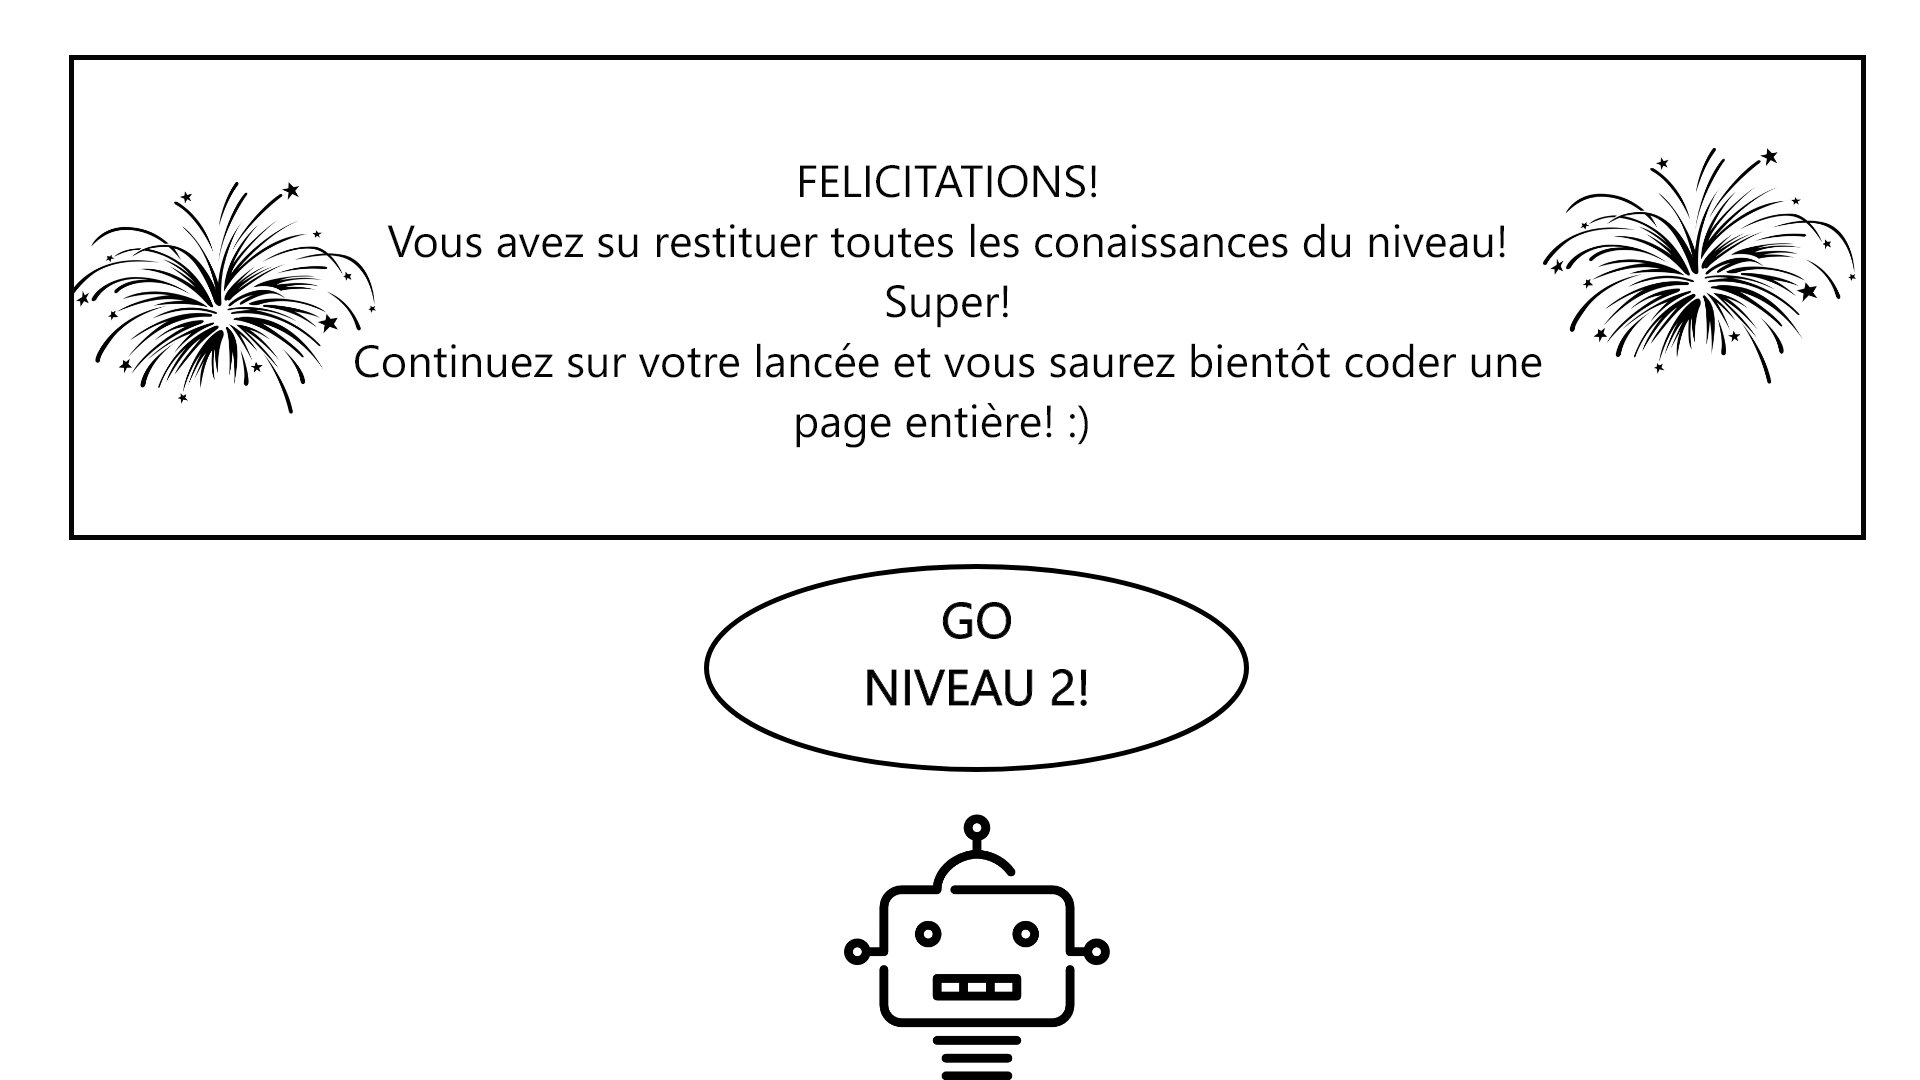 FELICITATIONS!
Vous avez su restituer toutes les conaissances du niveau!
Super!
Continuez sur votre lancée et vous saurez bientôt coder une
page entière! :)
GO
NIVEAU 2!